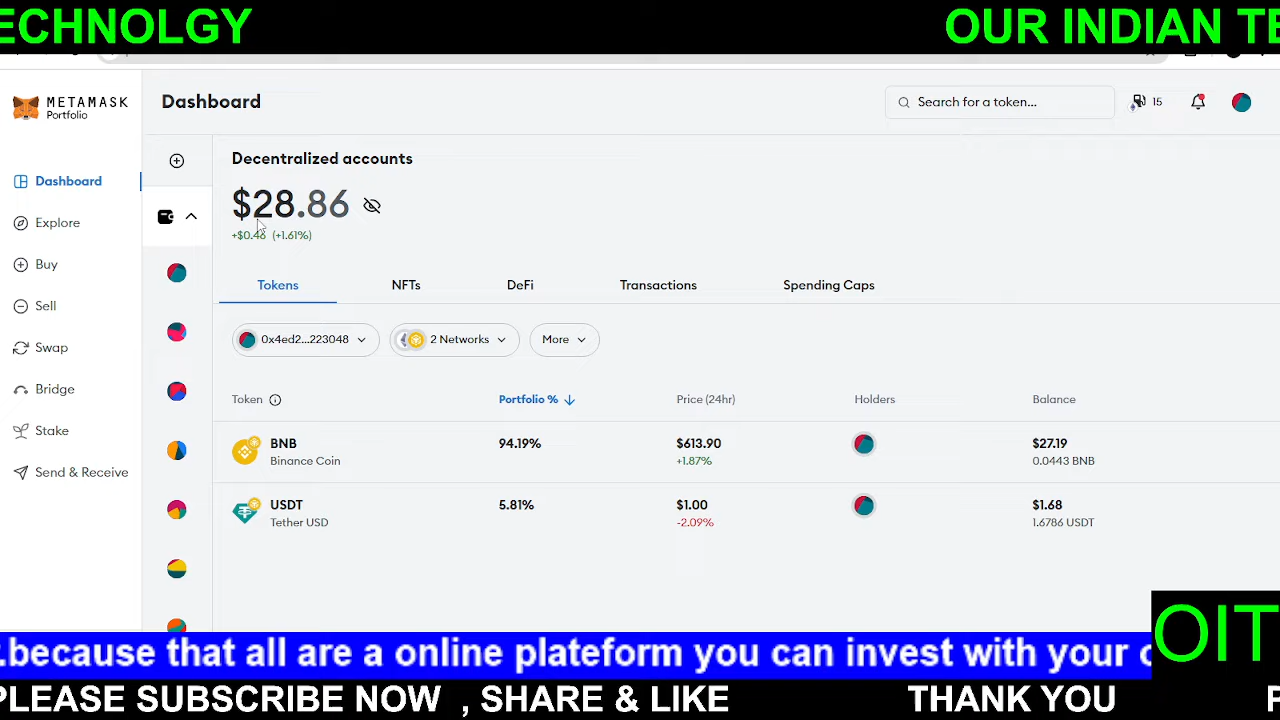 ECHNOLGY OUR INDIAN TE
METAMASK
Portfolio
Dashboard
Search for a token...
15
Dashboard
Explore
Buy
Sell
Swap
Bridge
Stake
Send & Receive
Decentralized accounts
$28.86
+$0.46 (+1.61%)
Tokens NFTs DeFi Transactions Spending Caps
0x4ed2...223048 2 Networks More
Token Portfolio % Price (24hr) Holders Balance
BNB 94.19% $613.90 $27.19
Binance Coin +1.87% 0.0443 BNB
USDT 5.81% $1.00 $1.68
Tether USD -2.09% 1.6786 USDT
.because that all are a online plateform you can invest with your
OIT
PLEASE SUBSCRIBE NOW , SHARE & LIKE THANK YOU P